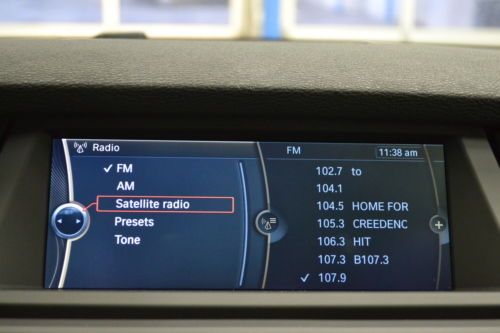 Radio
FM
AM
Satellite radio
Presets
Tone
FM
11:38 am
102.7 to
104.1
104.5 HOME FOR
105.3 CREEDENC
106.3 HIT
107.3 B107.3
107.9